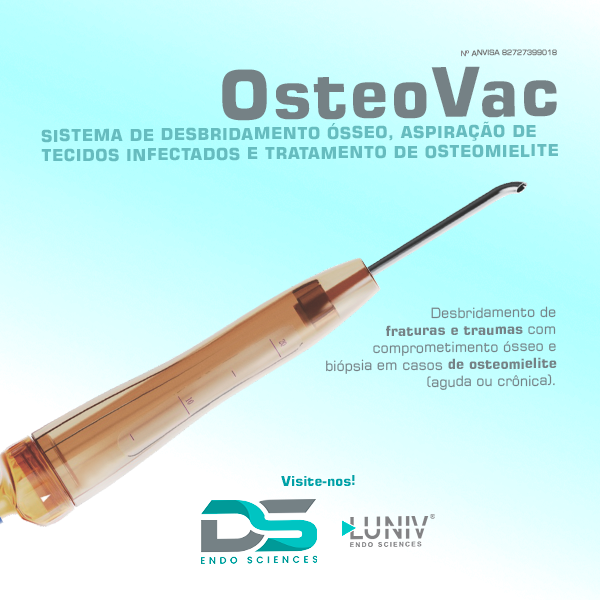 Nº ANVISA 82727399018
OsteoVac
SISTEMA DE DESBRIDAMENTO ÓSSEO, ASPIRAÇÃO DE
TECIDOS INFECTADOS E TRATAMENTO DE OSTEOMIELITE
Desbridamento de
fraturas e traumas com
comprometimento ósseo e
biópsia em casos de osteomielite
(aguda ou crônica).
Visite-nos!
DS
ENDO SCIENCES
LUNIV®
ENDO SCIENCES